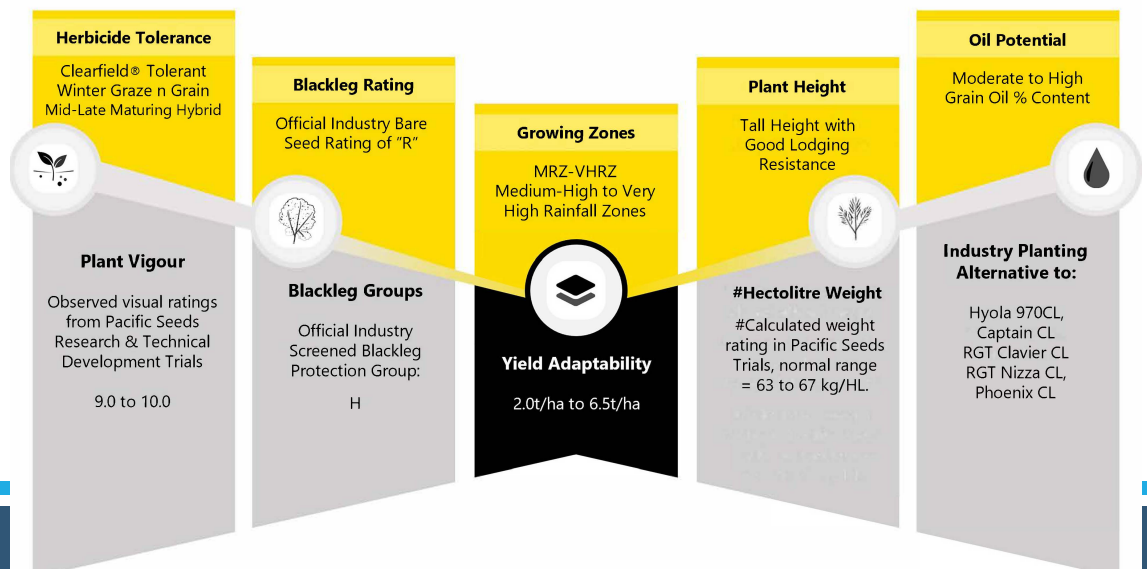 Herbicide Tolerance
Clearfield® Tolerant
Winter Graze n Grain
Mid-Late Maturing Hybrid
Plant Vigour
Observed visual ratings
from Pacific Seeds
Research & Technical
Development Trials
9.0 to 10.0
Blackleg Rating
Official Industry Bare
Seed Rating of "R"
Blackleg Groups
Official Industry
Screened Blackleg
Protection Group:
H
Growing Zones
MRZ-VHRZ
Medium-High to Very
High Rainfall Zones
Yield Adaptability
2.0t/ha to 6.5t/ha
Plant Height
Tall Height with
Good Lodging
Resistance
#Hectolitre Weight
#Calculated weight
rating in Pacific Seeds
Trials, normal range
= 63 to 67 kg/HL.
Oil Potential
Moderate to High
Grain Oil % Content
Industry Planting
Alternative to:
Hyola 970CL,
Captain CL
RGT Clavier CL
RGT Nizza CL,
Phoenix CL